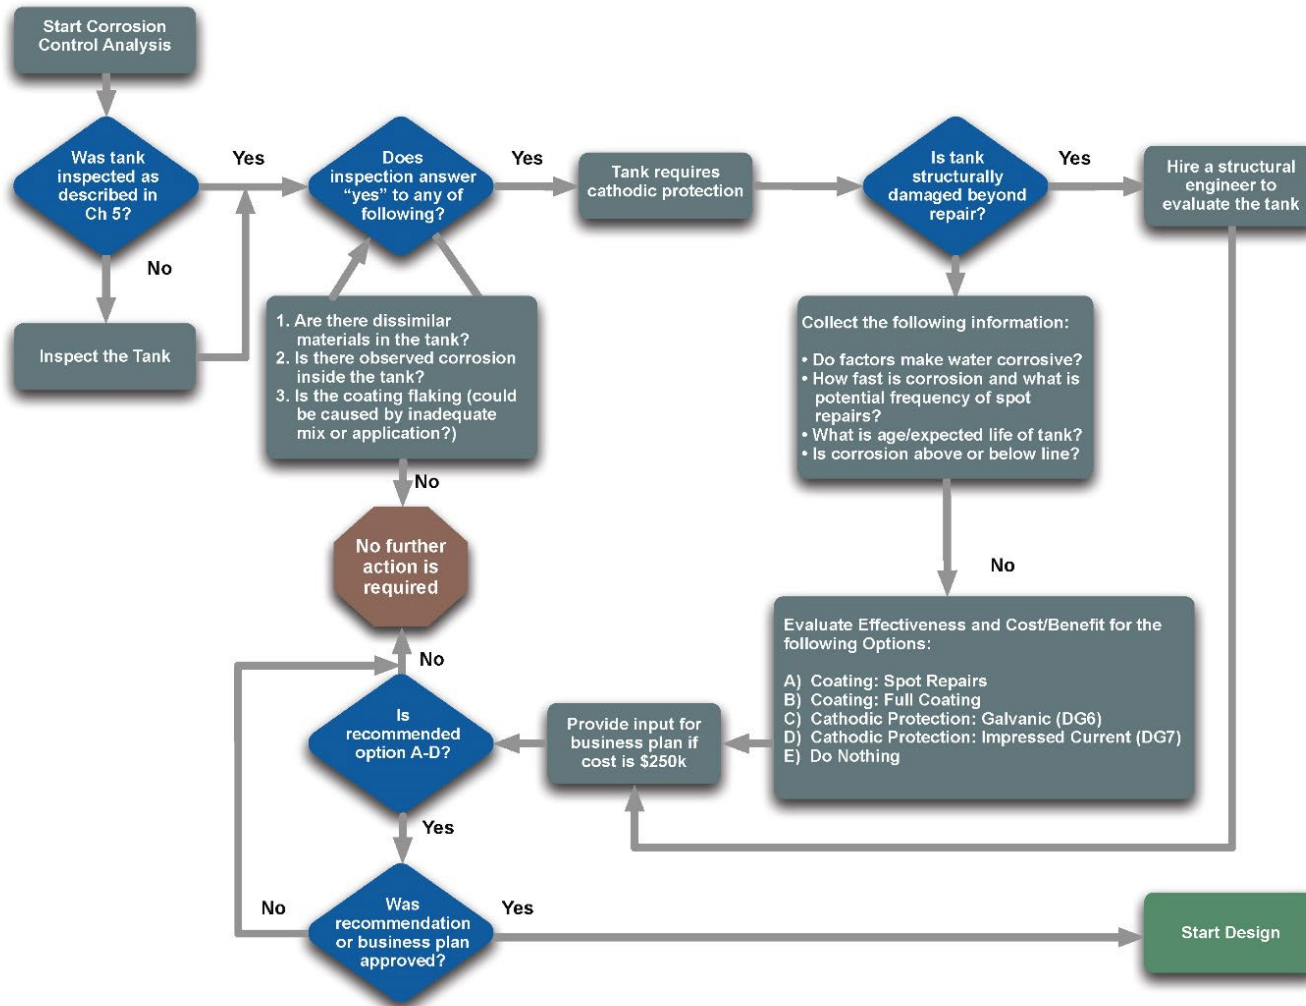 Start Corrosion
Control Analysis
Was tank
inspected as
described in
Ch 5?
Yes
No
Inspect the Tank
Does
inspection answer
“yes” to any of
following?
Yes
1. Are there dissimilar
materials in the tank?
2. Is there observed corrosion
inside the tank?
3. Is the coating flaking (could
be caused by inadequate
mix or application?)
No
No further
action is
required
Tank requires
cathodic protection
Is tank
structurally
damaged beyond
repair?
Yes
Hire a structural
engineer to
evaluate the tank
Collect the following information:
• Do factors make water corrosive?
• How fast is corrosion and what is
potential frequency of spot
repairs?
• What is age/expected life of tank?
• Is corrosion above or below line?
No
Evaluate Effectiveness and Cost/Benefit for the
following Options:
A) Coating: Spot Repairs
B) Coating: Full Coating
C) Cathodic Protection: Galvanic (DG6)
D) Cathodic Protection: Impressed Current (DG7)
E) Do Nothing
Provide input for
business plan if
cost is $250k
No
Is
recommended
option A-D?
Yes
Was
recommendation
or business plan
approved?
No
Yes
Start Design